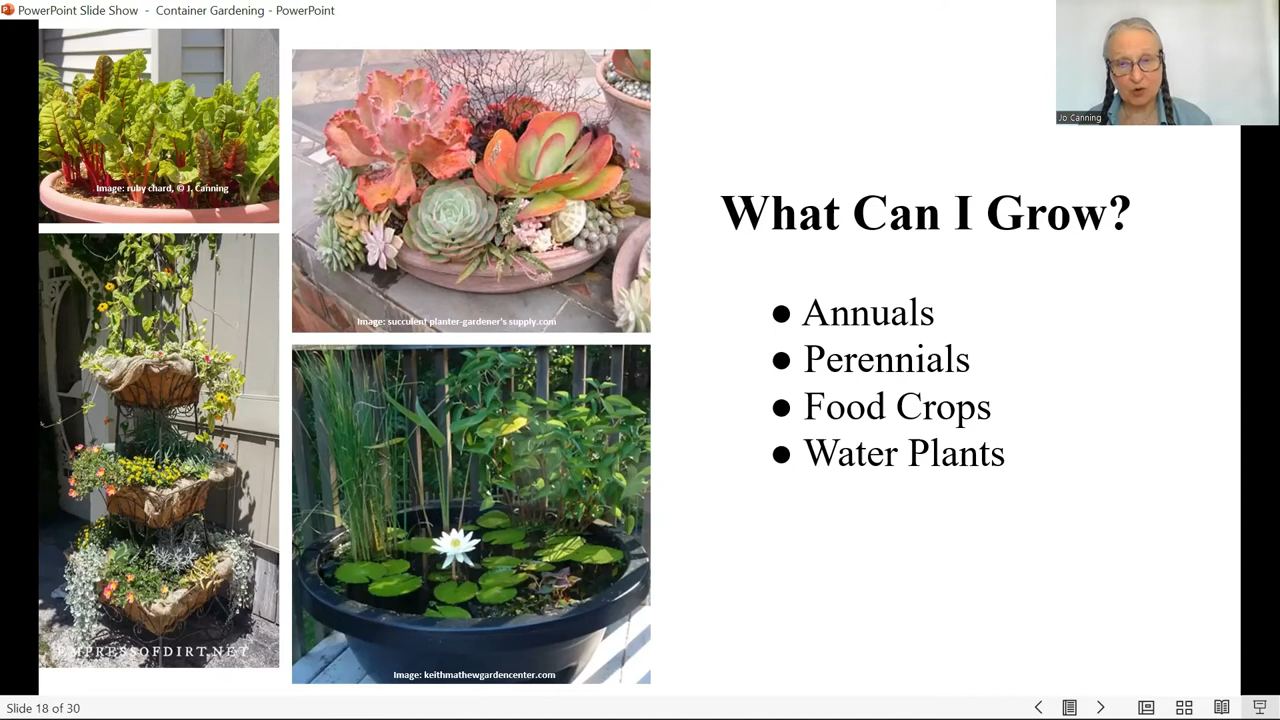 PowerPoint Slide Show - Container Gardening - PowerPoint
Jo Canning
Image: ruby chard, © J. Canning
Image: succulent planter-gardener's supply.com
EMPRESSOFDIRT.NET
Image: keithmathewgardencenter.com
What Can I Grow?
● Annuals
● Perennials
● Food Crops
● Water Plants
Slide 18 of 30